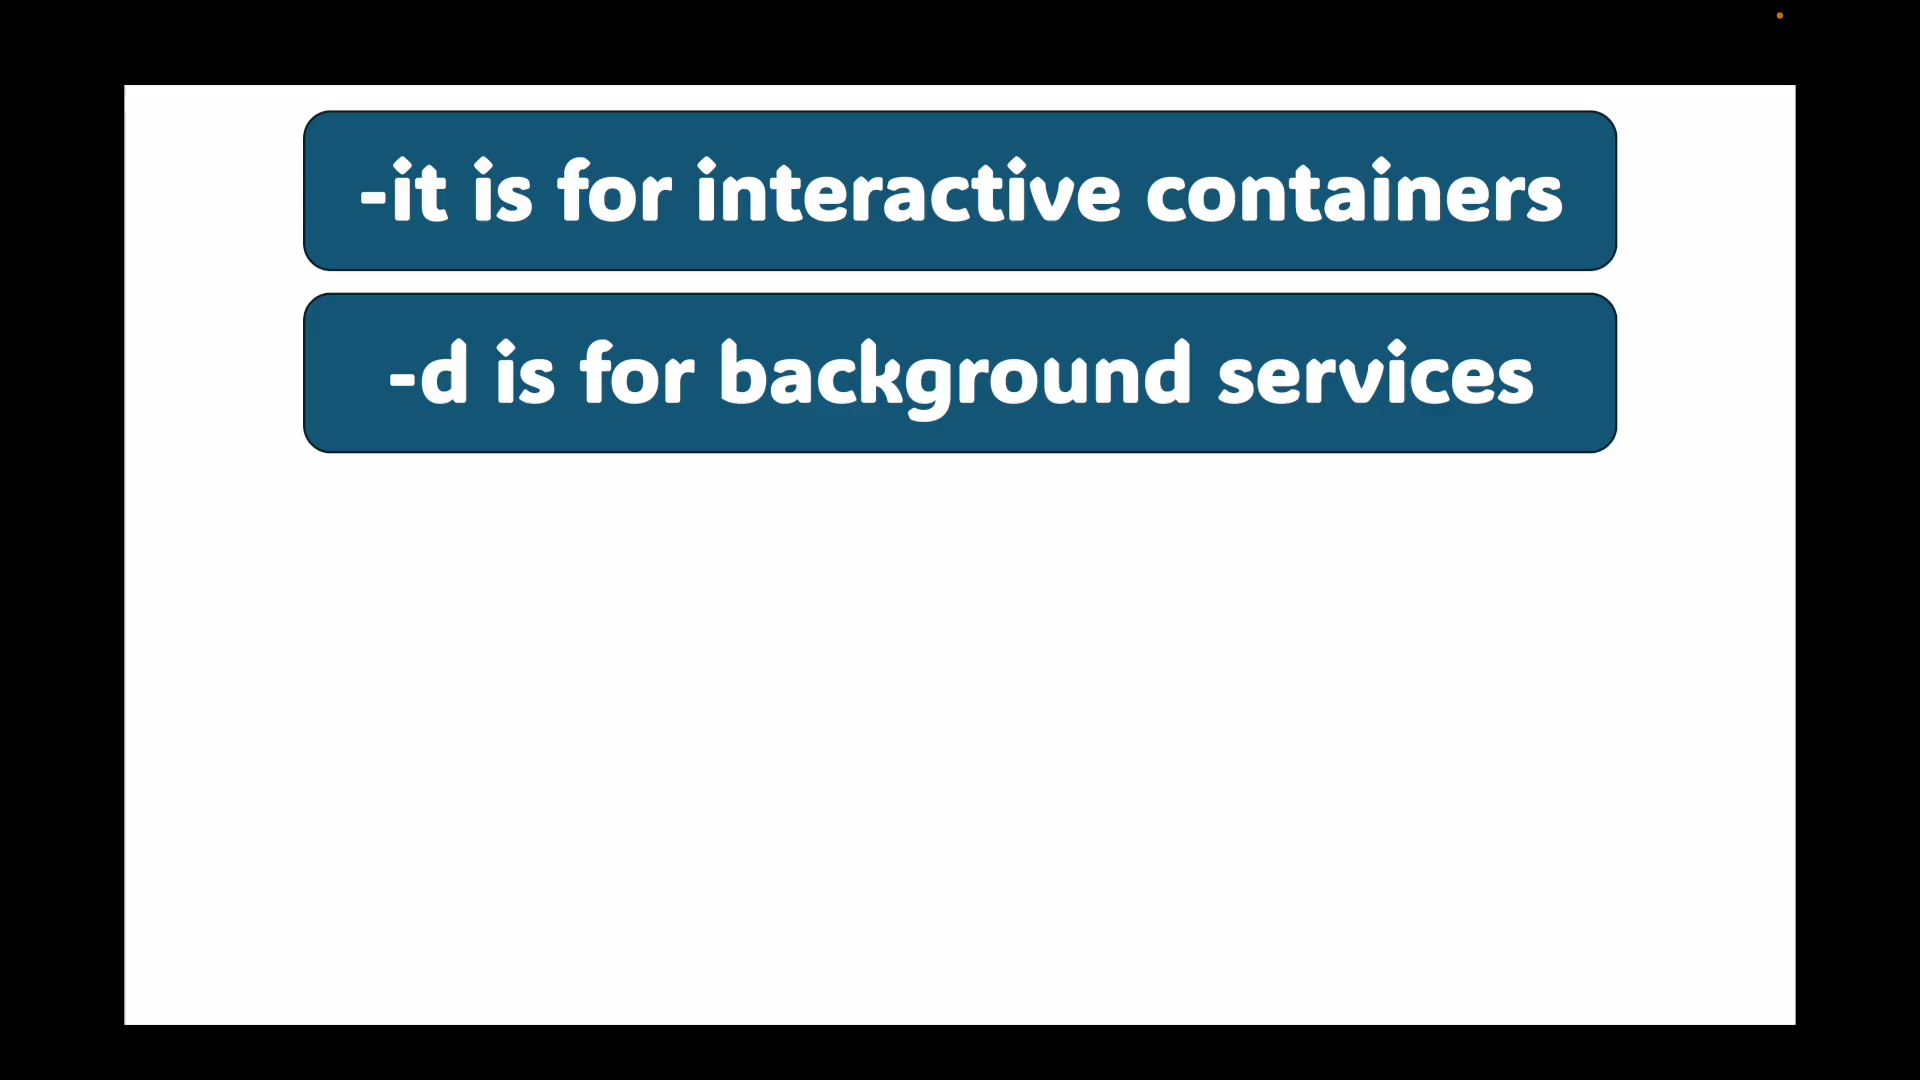 -it is for interactive containers
-d is for background services